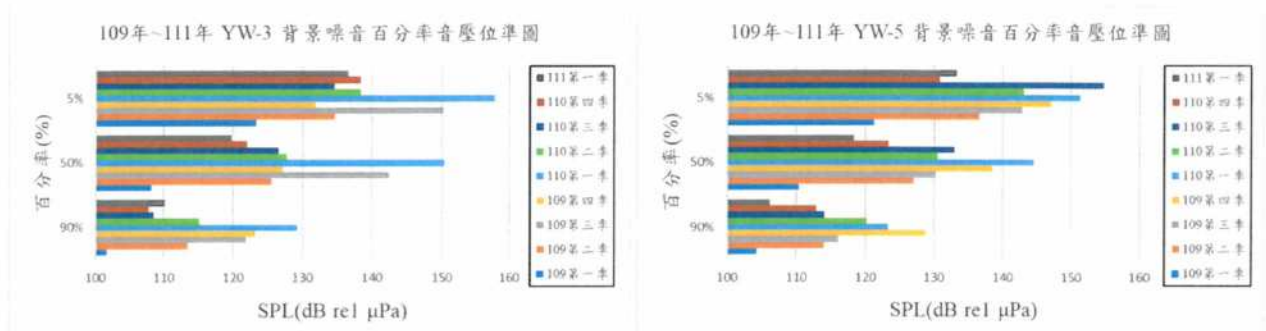 109年~111年 YW-3 背景噪音百分率音壓位準圖
百分率(%)
5%
50%
90%
100 110 120 130 140 150 160
SPL(dB re1 μPa)
111第一季
110第四季
110第三季
110第二季
110第一季
109第四季
109第三季
109第二季
109第一季
109年~111年 YW-5 背景噪音百分率音壓位準圖
百分率(%)
5%
50%
90%
100 110 120 130 140 150 160
SPL(dB re1 μPa)
111第一季
110第四季
110第三季
110第二季
110第一季
109第四季
109第三季
109第二季
109第一季